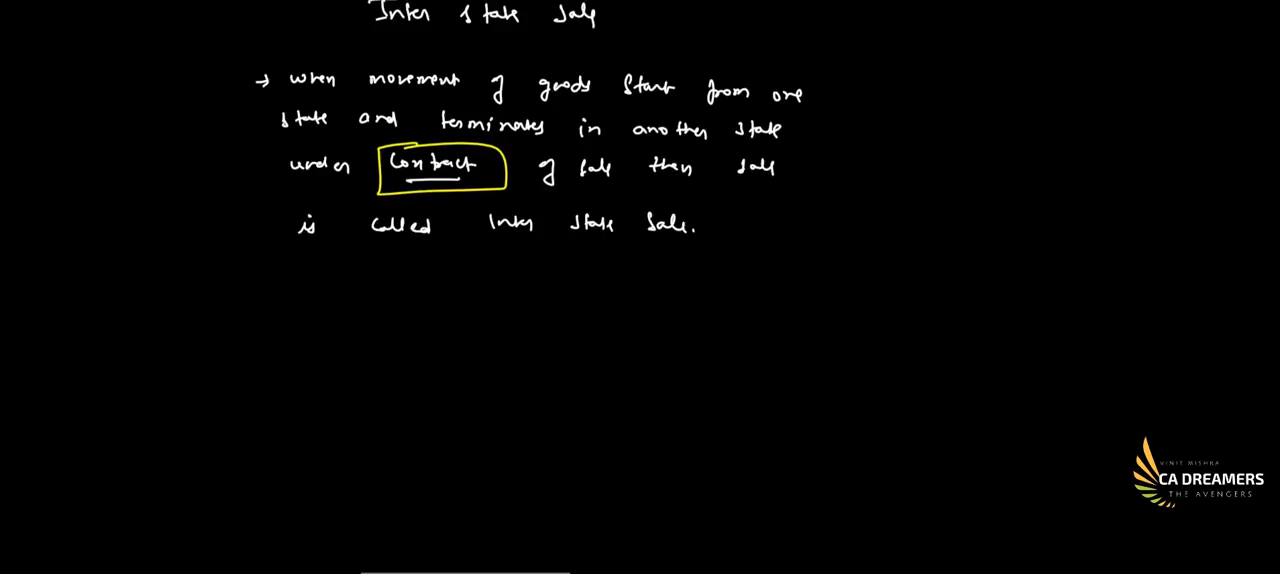 Inter state sale
→ when movement of goods start from one
state and terminates in another state
under Contract of sale then sale
is called Inter state sale.
VINIT MISHRA
CA DREAMERS
THE AVENGERS